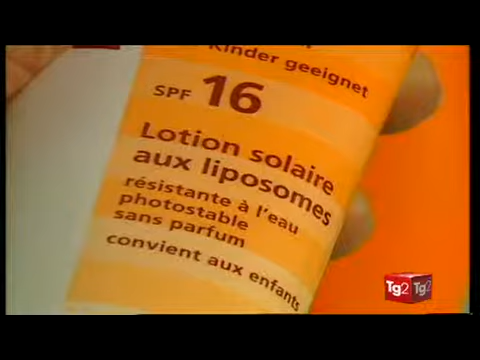 Kinder geeignet
SPF 16
Lotion solaire
aux liposomes
résistante à l'eau
photostable
sans parfum
convient aux enfants
Tg2 Tg2